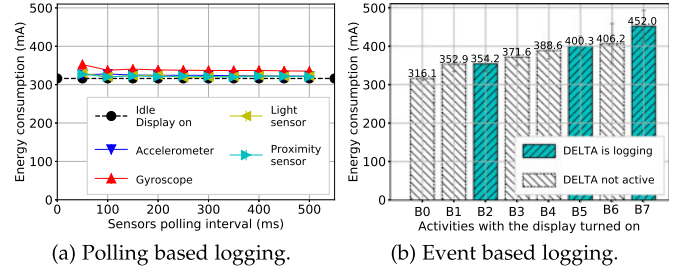 Energy consumption (mA)
500
400
300
200
100
0
Idle
Display on
Accelerometer
Gyroscope
Light
sensor
Proximity
sensor
0 100 200 300 400 500
Sensors polling interval (ms)
(a) Polling based logging.
Energy consumption (mA)
500
400
300
200
100
0
316.1
352.9
354.2
371.6
388.6
400.3
406.2
452.0
DELTA is logging
DELTA not active
B0 B1 B2 B3 B4 B5 B6 B7
Activities with the display turned on
(b) Event based logging.